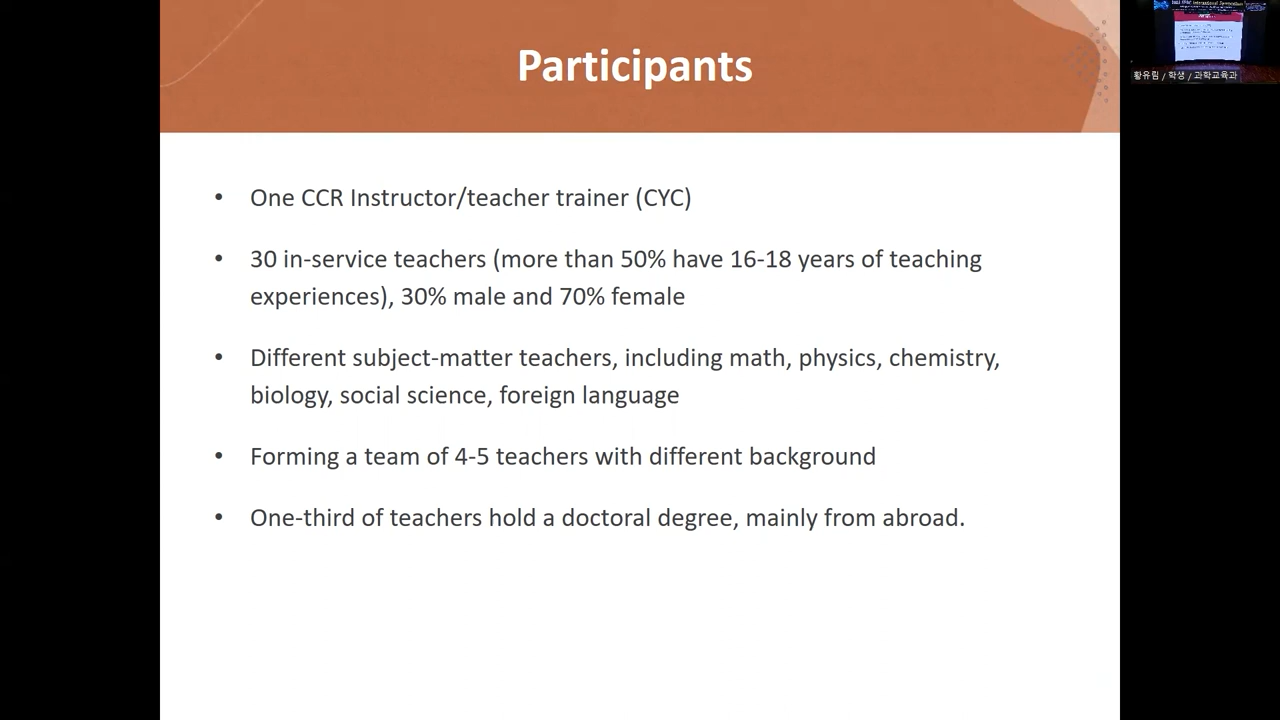 Participants
• One CCR Instructor/teacher trainer (CYC)
• 30 in-service teachers (more than 50% have 16-18 years of teaching
experiences), 30% male and 70% female
• Different subject-matter teachers, including math, physics, chemistry,
biology, social science, foreign language
• Forming a team of 4-5 teachers with different background
• One-third of teachers hold a doctoral degree, mainly from abroad.
International Symposium
황유림 / 학생 / 과학교육과